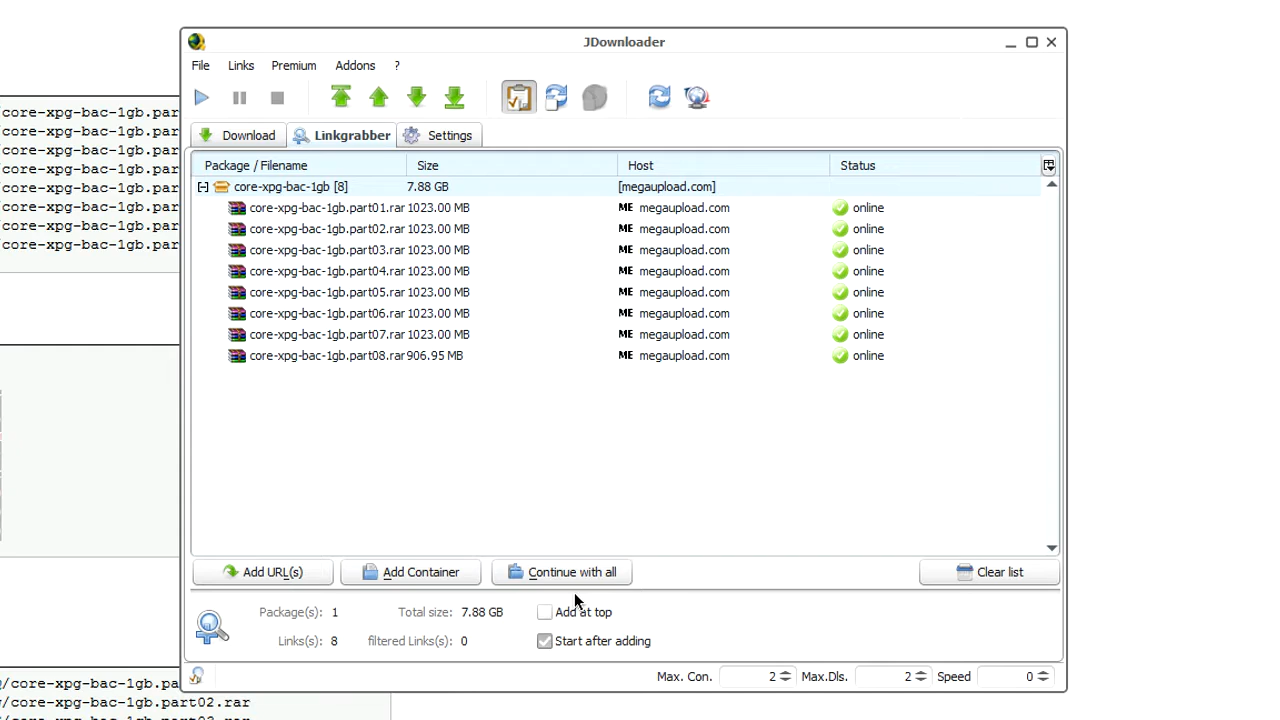 JDownloader
File Links Premium Addons ?
Download Linkgrabber Settings
Package / Filename Size Host Status
core-xpg-bac-1gb [8] 7.88 GB [megaupload.com]
core-xpg-bac-1gb.part01.rar 1023.00 MB ME megaupload.com online
core-xpg-bac-1gb.part02.rar 1023.00 MB ME megaupload.com online
core-xpg-bac-1gb.part03.rar 1023.00 MB ME megaupload.com online
core-xpg-bac-1gb.part04.rar 1023.00 MB ME megaupload.com online
core-xpg-bac-1gb.part05.rar 1023.00 MB ME megaupload.com online
core-xpg-bac-1gb.part06.rar 1023.00 MB ME megaupload.com online
core-xpg-bac-1gb.part07.rar 1023.00 MB ME megaupload.com online
core-xpg-bac-1gb.part08.rar 906.95 MB ME megaupload.com online
Add URL(s) Add Container Continue with all Clear list
Package(s): 1 Total size: 7.88 GB Add at top
Links(s): 8 filtered Links(s): 0 Start after adding
Max. Con. 2 Max.Dls. 2 Speed 0
/core-xpg-bac-1gb.part
/core-xpg-bac-1gb.par
/core-xpg-bac-1gb.par
/core-xpg-bac-1gb.par
/core-xpg-bac-1gb.par
/core-xpg-bac-1gb.par
/core-xpg-bac-1gb.par
/core-xpg-bac-1gb.par
/core-xpg-bac-1gb.pa
/core-xpg-bac-1gb.part02.rar